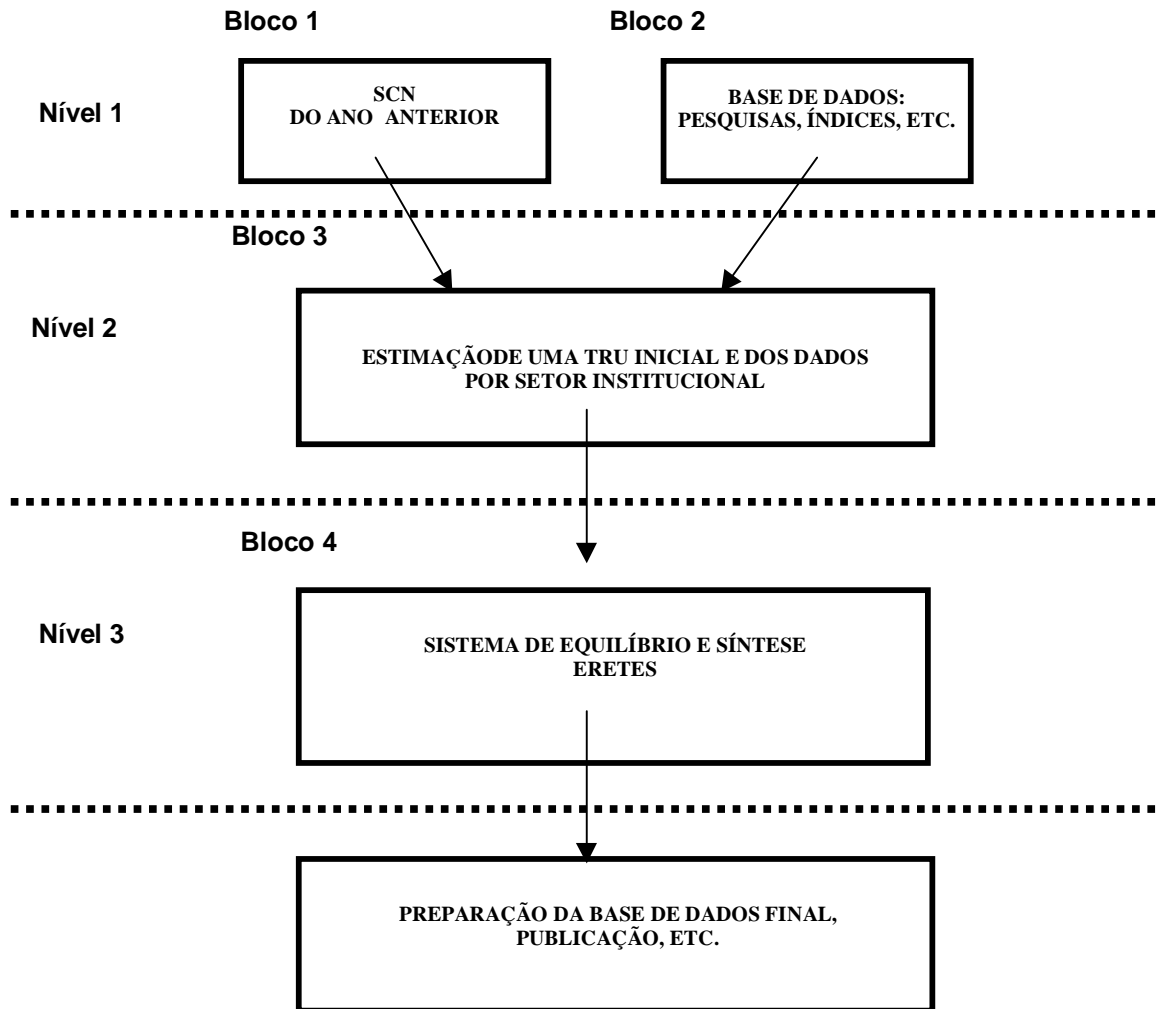 Bloco 1
Bloco 2
Nível 1
SCN
DO ANO ANTERIOR
BASE DE DADOS:
PESQUISAS, ÍNDICES, ETC.
Bloco 3
Nível 2
ESTIMAÇÃODE UMA TRU INICIAL E DOS DADOS
POR SETOR INSTITUCIONAL
Bloco 4
Nível 3
SISTEMA DE EQUILÍBRIO E SÍNTESE
ERETES
PREPARAÇÃO DA BASE DE DADOS FINAL,
PUBLICAÇÃO, ETC.